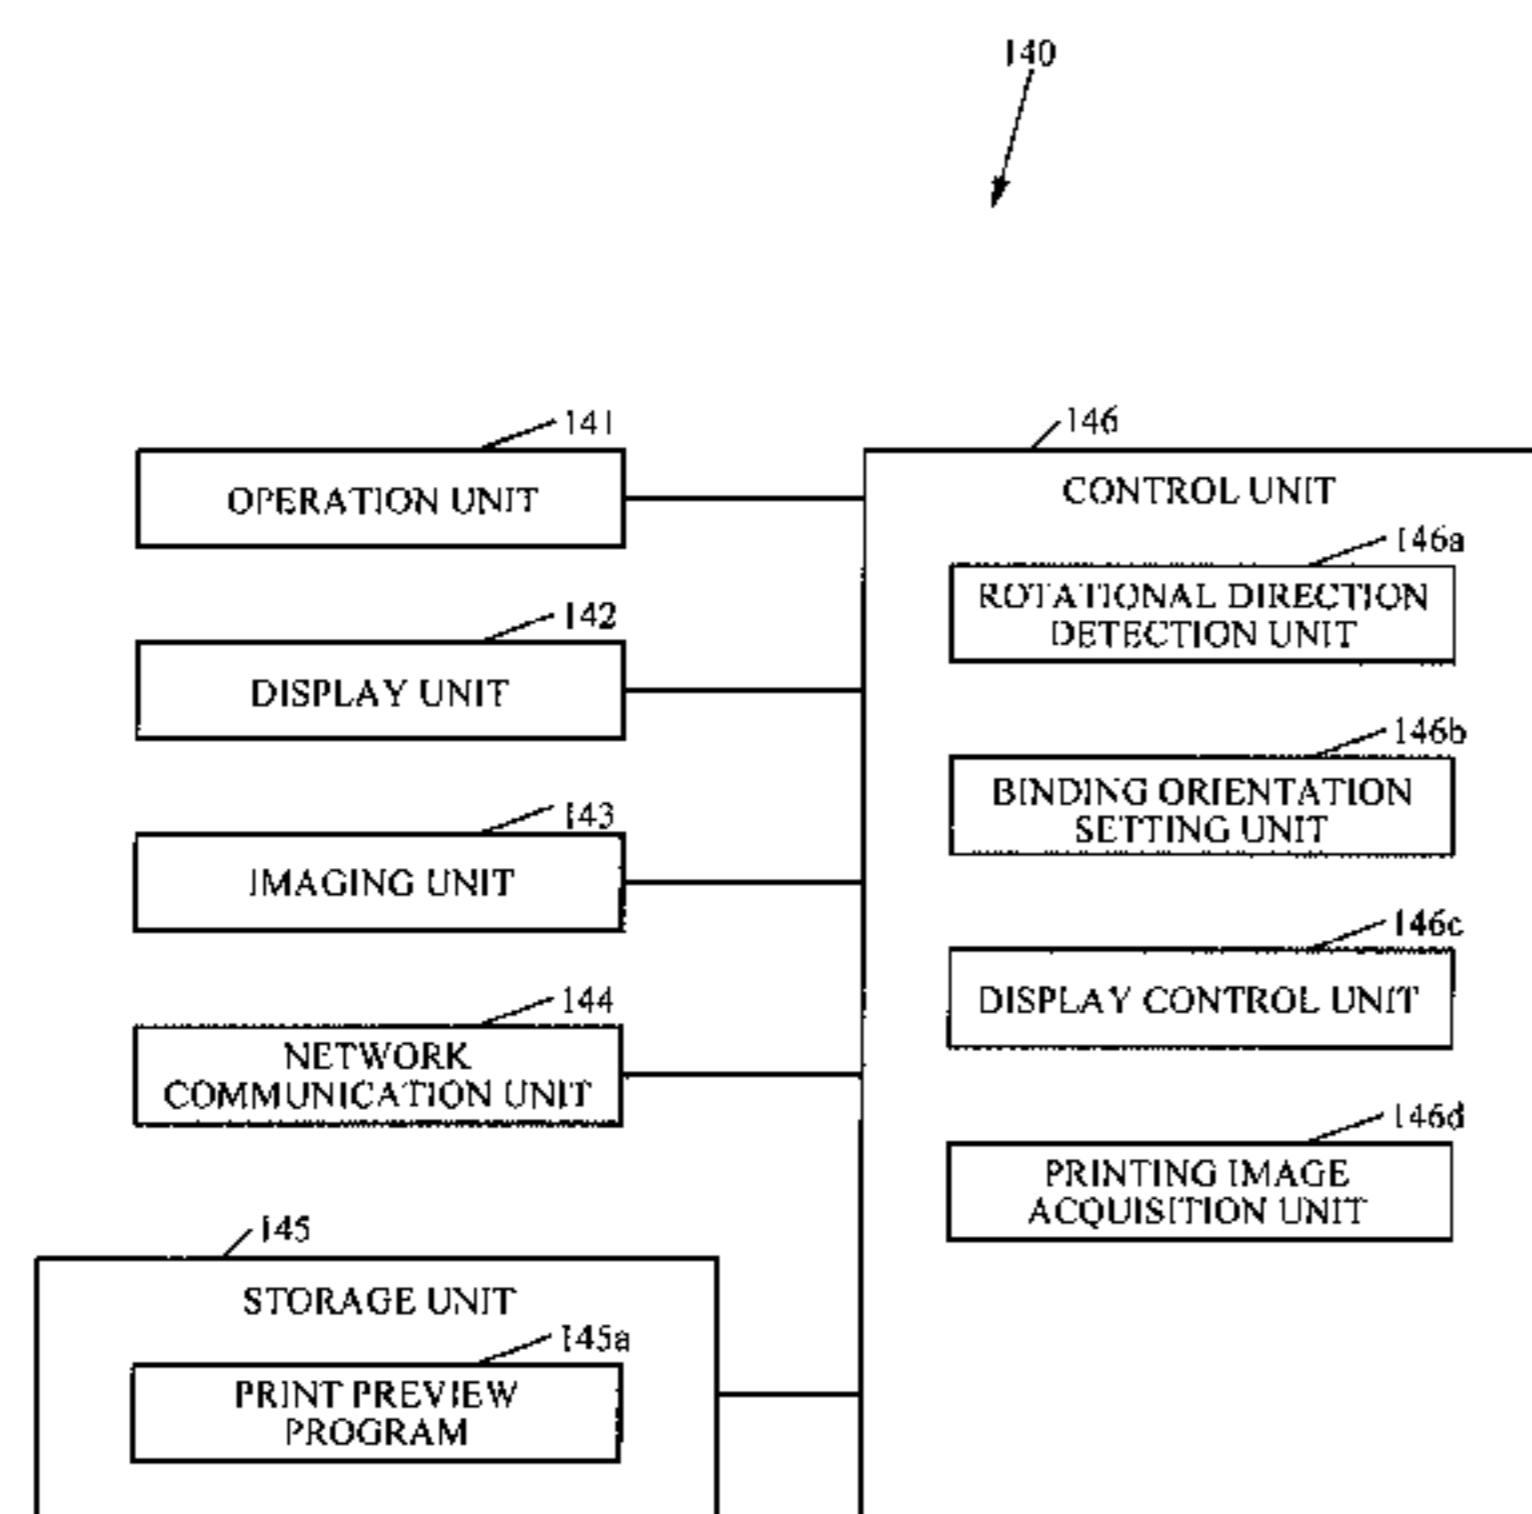 140
141
OPERATION UNIT
142
DISPLAY UNIT
143
IMAGING UNIT
144
NETWORK
COMMUNICATION UNIT
145
STORAGE UNIT
145a
PRINT PREVIEW
PROGRAM
146
CONTROL UNIT
146a
ROTATIONAL DIRECTION
DETECTION UNIT
146b
BINDING ORIENTATION
SETTING UNIT
146c
DISPLAY CONTROL UNIT
146d
PRINTING IMAGE
ACQUISITION UNIT